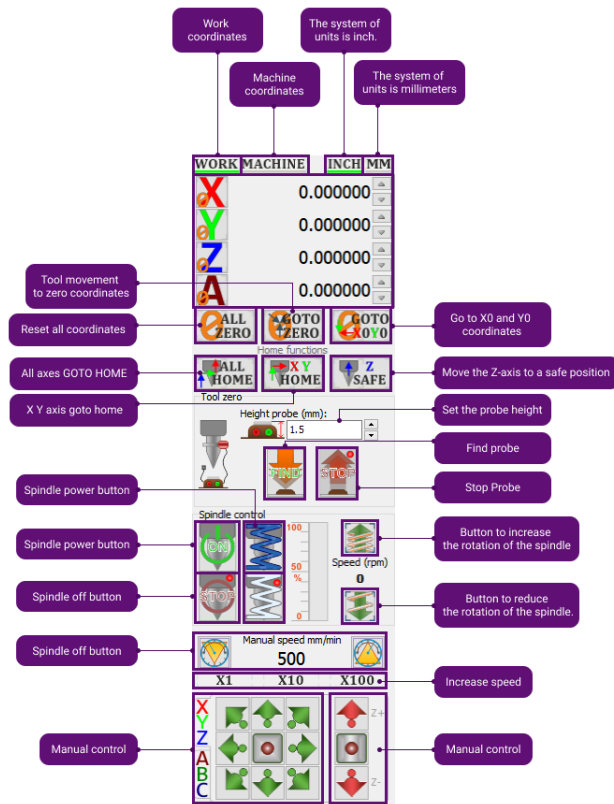 Work
coordinates
The system of
units is inch.
Machine
coordinates
The system of
units is millimeters
WORK MACHINE INCH MM
X 0.000000
0
Y 0.000000
0
Z 0.000000
0
A 0.000000
0
Tool movement
to zero coordinates
Reset all coordinates
ALL
ZERO
GOTO
ZERO
GOTO
X0Y0
Go to X0 and Y0
coordinates
Home functions
All axes GOTO HOME
ALL
HOME
X Y
HOME
Z
SAFE
Move the Z-axis to a safe position
X Y axis goto home
Tool zero
Height probe (mm):
1.5
Set the probe height
Find probe
FIND
STOP
Stop Probe
Spindle power button
Spindle control
Spindle power button
ON
100
50
%
0
Speed (rpm)
0
Button to increase
the rotation of the spindle
Spindle off button
STOP
Button to reduce
the rotation of the spindle.
Spindle off button
Manual speed mm/min
500
X1 X10 X100
Increase speed
Manual control
X
Y
Z
A
B
C
Z+
Z-
Manual control